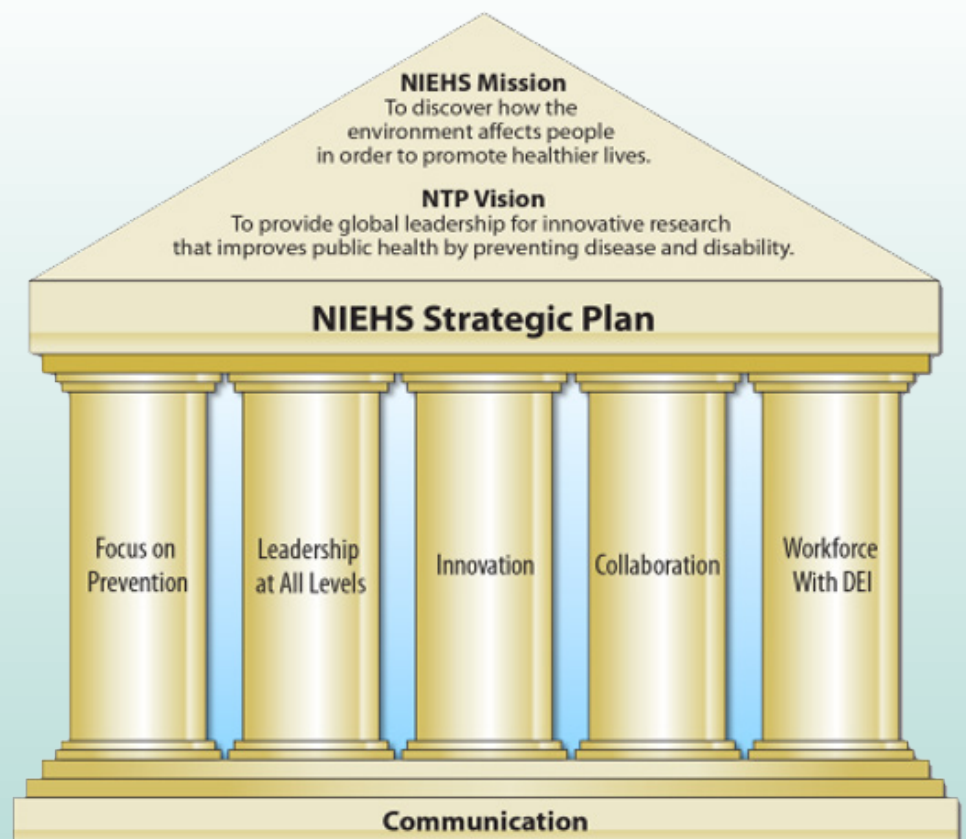 NIEHS Mission
To discover how the
environment affects people
in order to promote healthier lives.
NTP Vision
To provide global leadership for innovative research
that improves public health by preventing disease and disability.
NIEHS Strategic Plan
Focus on
Prevention
Leadership
at All Levels
Innovation
Collaboration
Workforce
With DEI
Communication